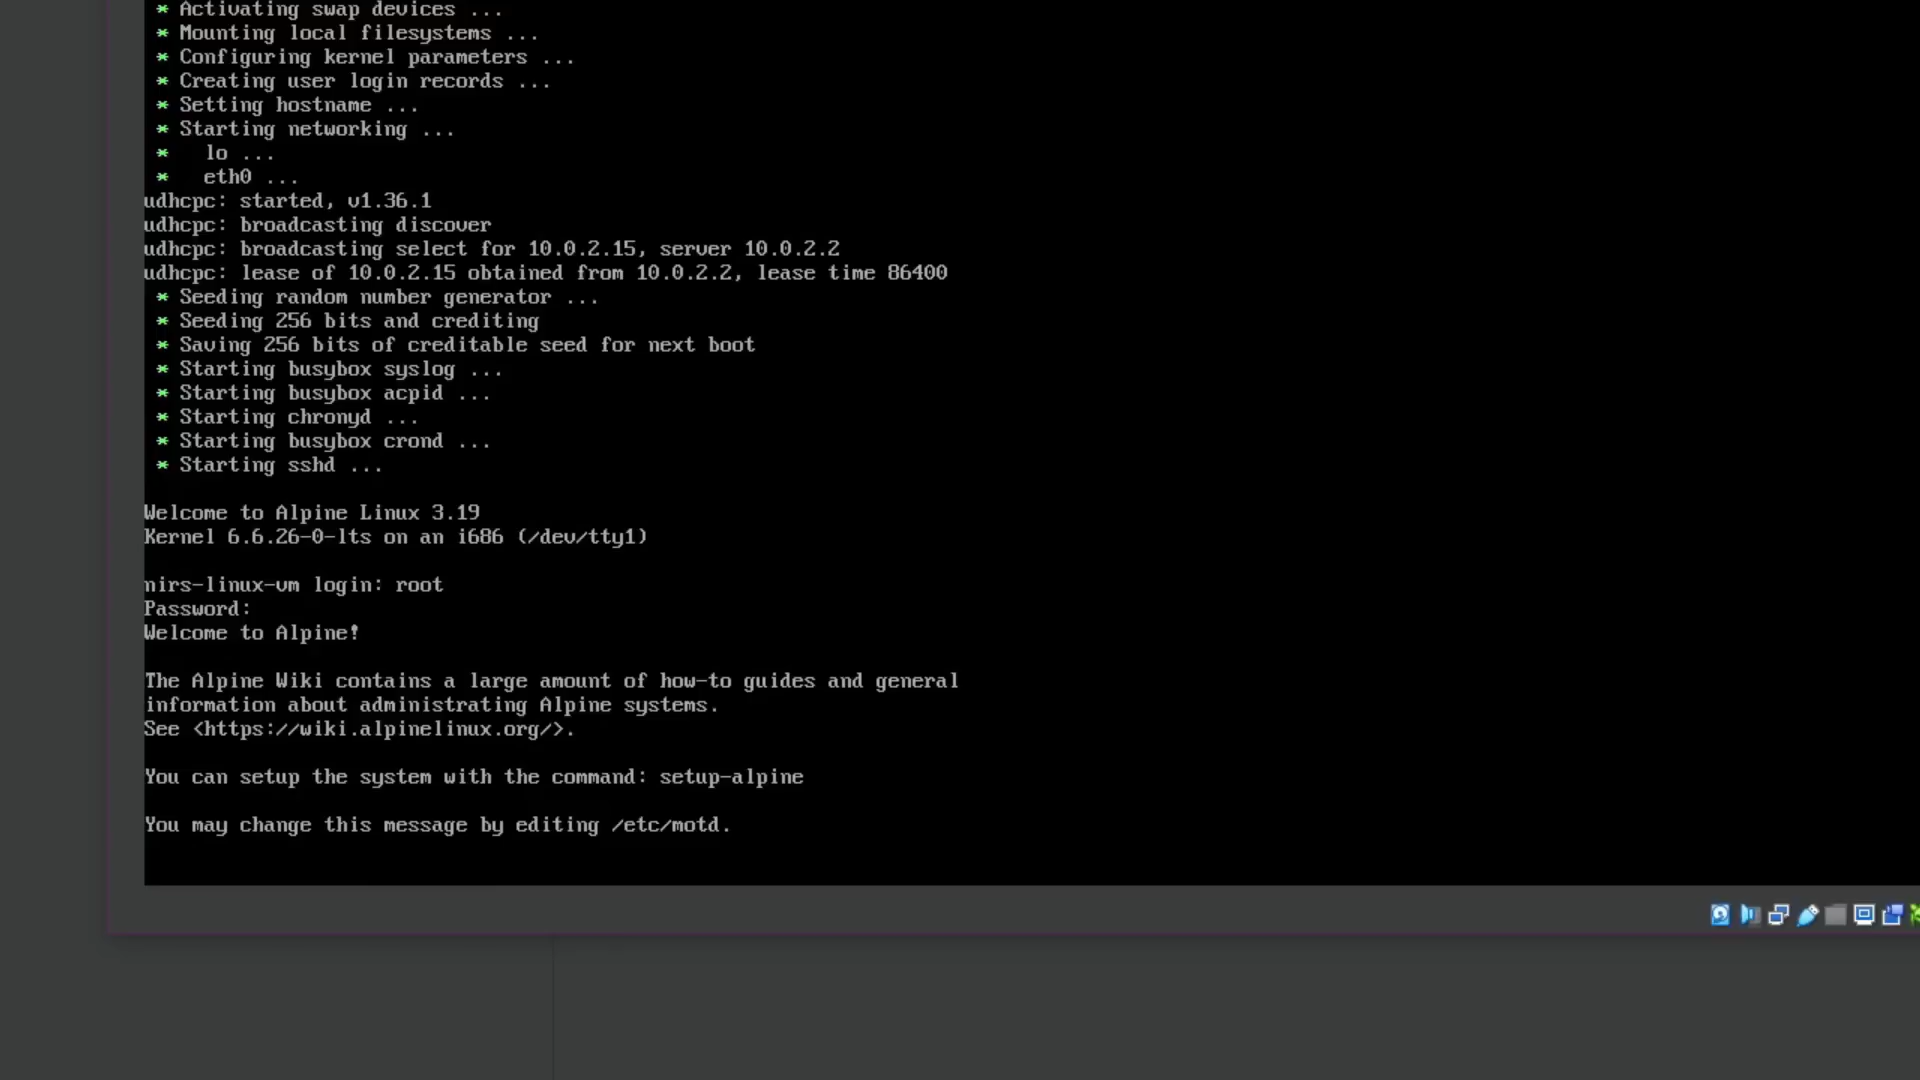 * Activating swap devices ...
* Mounting local filesystems ...
* Configuring kernel parameters ...
* Creating user login records ...
* Setting hostname ...
* Starting networking ...
*   lo ...
*   eth0 ...
udhcpc: started, v1.36.1
udhcpc: broadcasting discover
udhcpc: broadcasting select for 10.0.2.15, server 10.0.2.2
udhcpc: lease of 10.0.2.15 obtained from 10.0.2.2, lease time 86400
* Seeding random number generator ...
* Seeding 256 bits and crediting
* Saving 256 bits of creditable seed for next boot
* Starting busybox syslog ...
* Starting busybox acpid ...
* Starting chronyd ...
* Starting busybox crond ...
* Starting sshd ...
Welcome to Alpine Linux 3.19
Kernel 6.6.26-0-lts on an i686 (/dev/tty1)
nirs-linux-vm login: root
Password:
Welcome to Alpine!
The Alpine Wiki contains a large amount of how-to guides and general
information about administrating Alpine systems.
See <https://wiki.alpinelinux.org/>.
You can setup the system with the command: setup-alpine
You may change this message by editing /etc/motd.